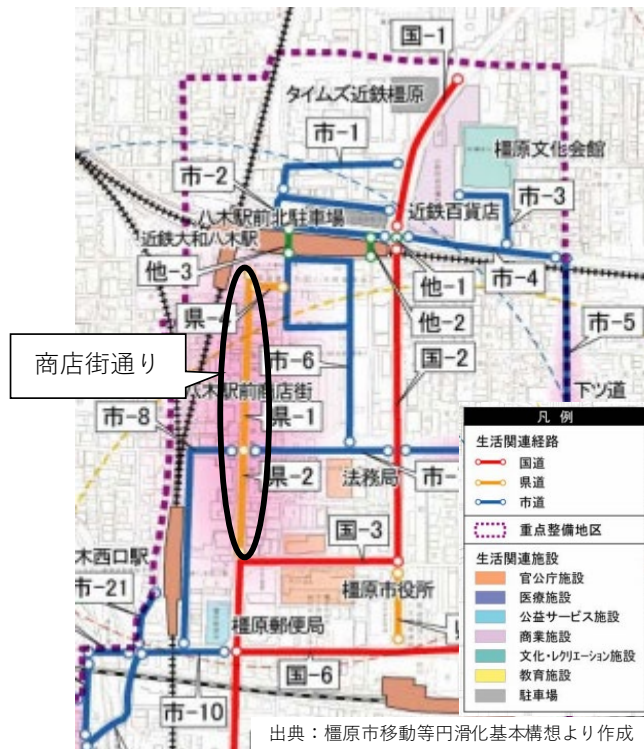 国-1
タイムズ近鉄橿原
市-1
橿原文化会館
市-2
市-3
近鉄百貨店
八木駅前北駐車場
近鉄大和八木駅
他-3
他-1
市-4
県-4
他-2
市-5
国-2
商店街通り
市-6
下ツ道
八木駅前商店街
市-8
県-1
県-2
法務局
市-
国-3
木西口駅
市-21
橿原市役所
橿原郵便局
国-6
市-10
凡例
生活関連経路
国道
県道
市道
重点整備地区
生活関連施設
官公庁施設
医療施設
公益サービス施設
商業施設
文化・レクリエーション施設
教育施設
駐車場
出典：橿原市移動等円滑化基本構想より作成